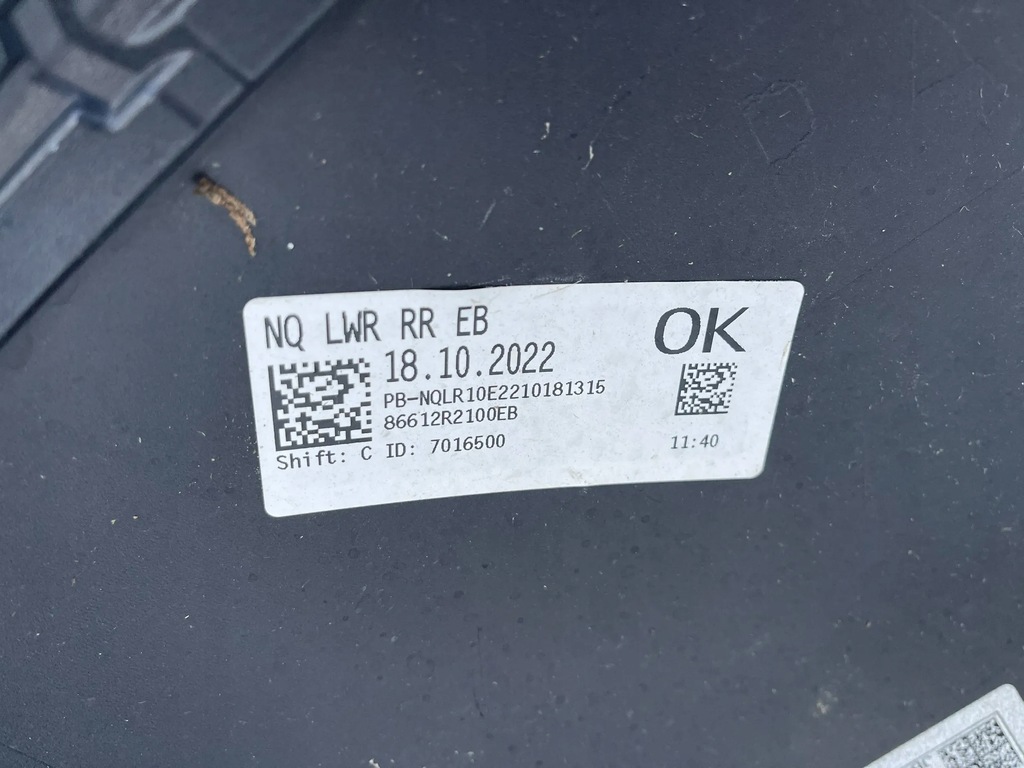 NQ LWR RR EB
OK
18.10.2022
PB-NQLR10E2210181315
86612R2100EB
Shift: C ID: 7016500
11:40